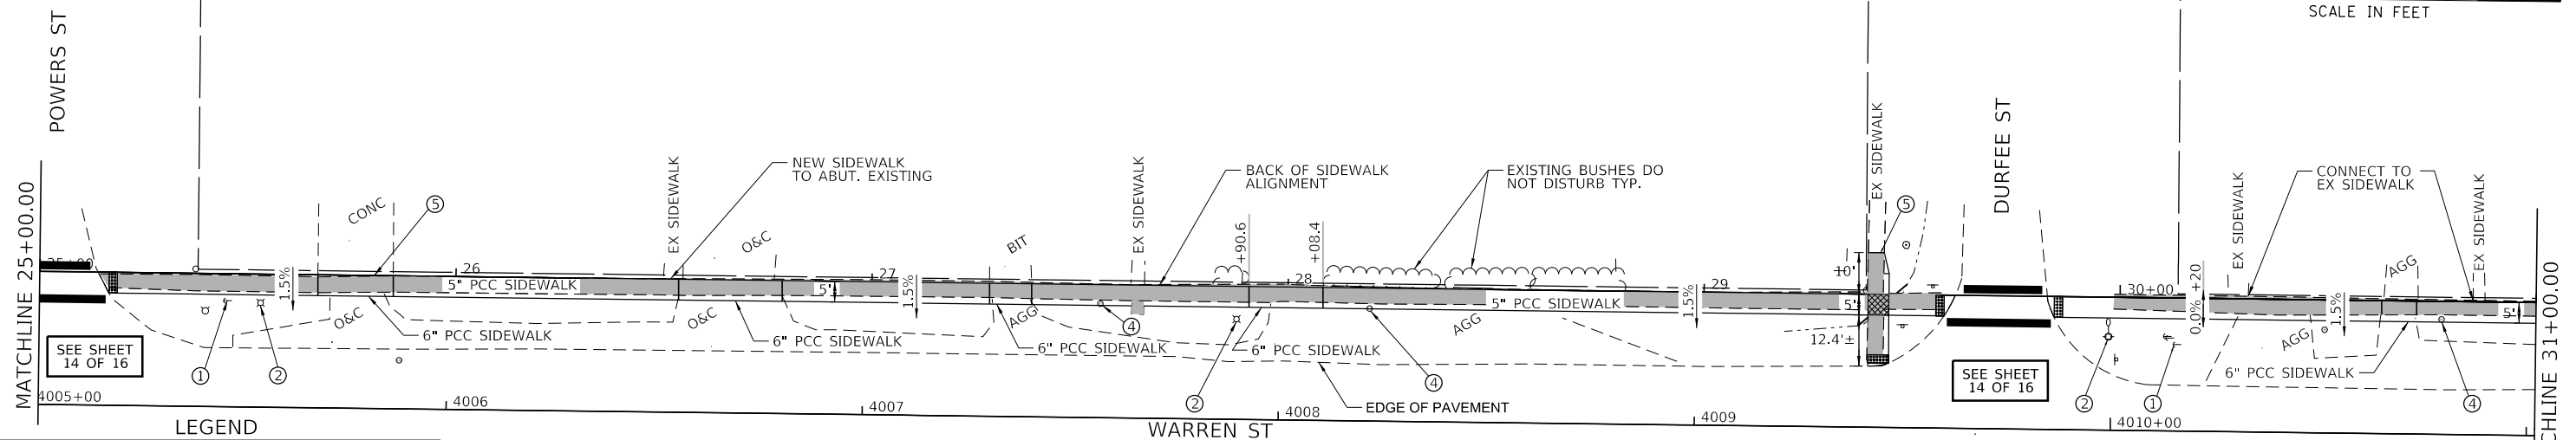 SCALE IN FEET
POWERS ST
MATCHLINE 25+00.00
25+00
SEE SHEET
14 OF 16
4005+00
LEGEND
1
2
1.5%
CONC
5
O&C
6" PCC SIDEWALK
26
5" PCC SIDEWALK
4006
EX SIDEWALK
NEW SIDEWALK
TO ABUT. EXISTING
O&C
O&C
6" PCC SIDEWALK
5'
27
1.5%
4007
BIT
AGG
6" PCC SIDEWALK
4
EX SIDEWALK
BACK OF SIDEWALK
ALIGNMENT
+90.6
+08.4
28
2
6" PCC SIDEWALK
WARREN ST
4008
EDGE OF PAVEMENT
4
EXISTING BUSHES DO
NOT DISTURB TYP.
AGG
5" PCC SIDEWALK
29
1.5%
4009
10'
5'
12.4'±
EX SIDEWALK
5
DURFEE ST
SEE SHEET
14 OF 16
30+00
2
1
4010+00
0.0% +20
EX SIDEWALK
CONNECT TO
EX SIDEWALK
1.5%
AGG
AGG
6" PCC SIDEWALK
EX SIDEWALK
4
5'
CHLINE 31+00.00